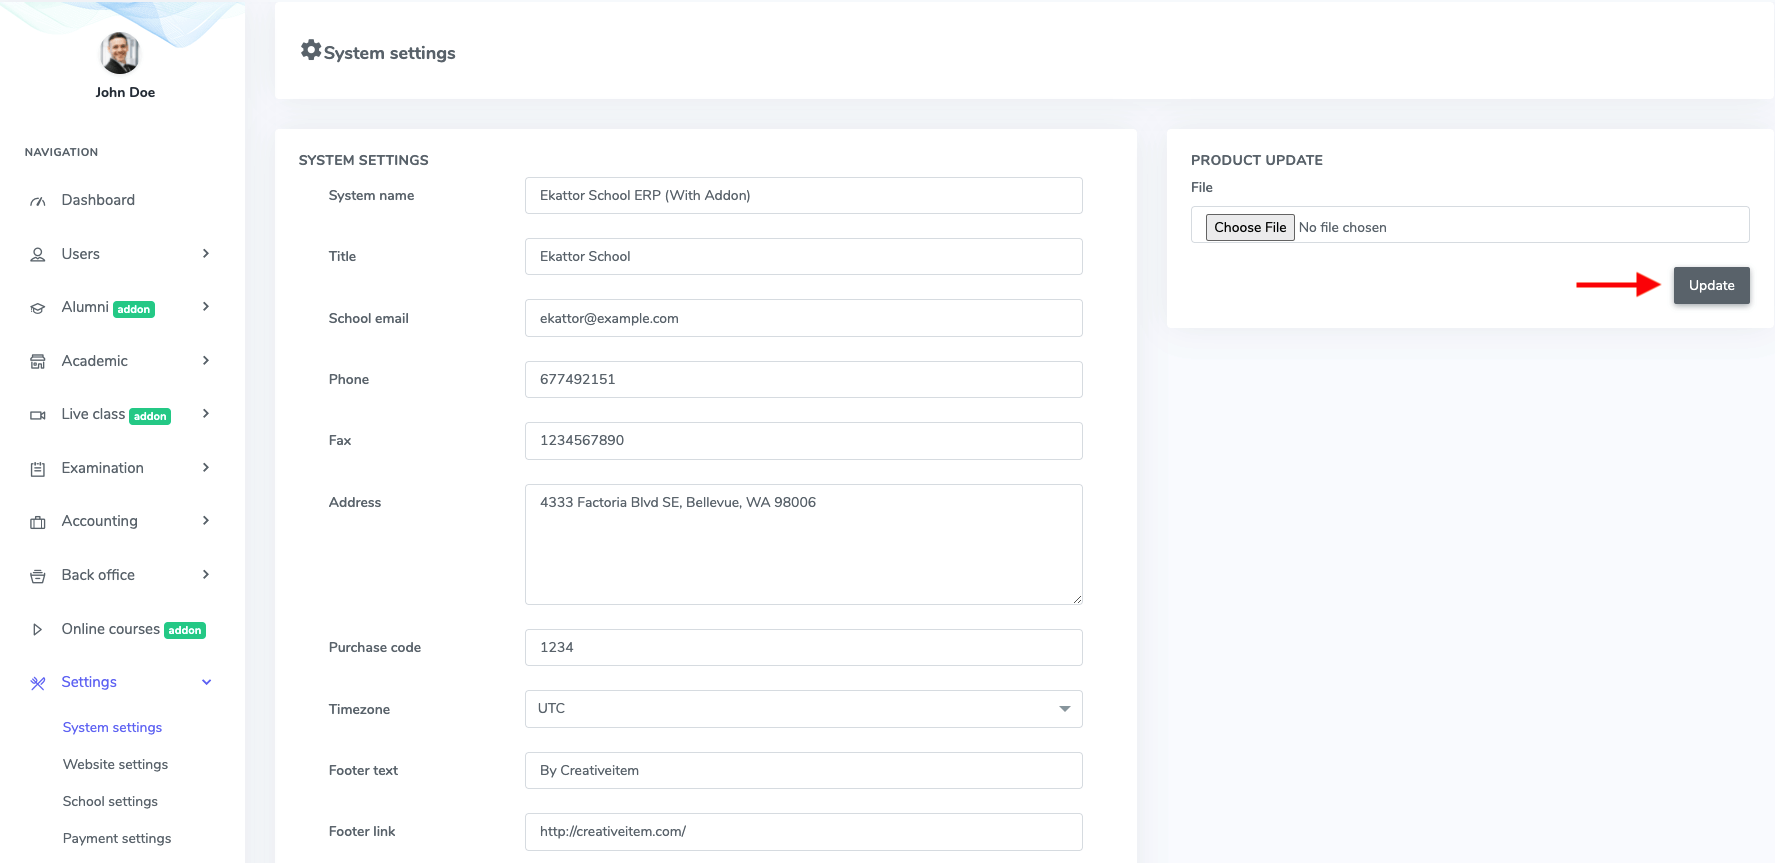 John Doe
NAVIGATION
Dashboard
Users
Alumni addon
Academic
Live class addon
Examination
Accounting
Back office
Online courses addon
Settings
System settings
Website settings
School settings
Payment settings
System settings
SYSTEM SETTINGS
System name Ekattor School ERP (With Addon)
Title Ekattor School
School email ekattor@example.com
Phone 677492151
Fax 1234567890
Address 4333 Factoria Blvd SE, Bellevue, WA 98006
Purchase code 1234
Timezone UTC
Footer text By Creativeitem
Footer link http://creativeitem.com/
PRODUCT UPDATE
File
Choose File No file chosen
Update